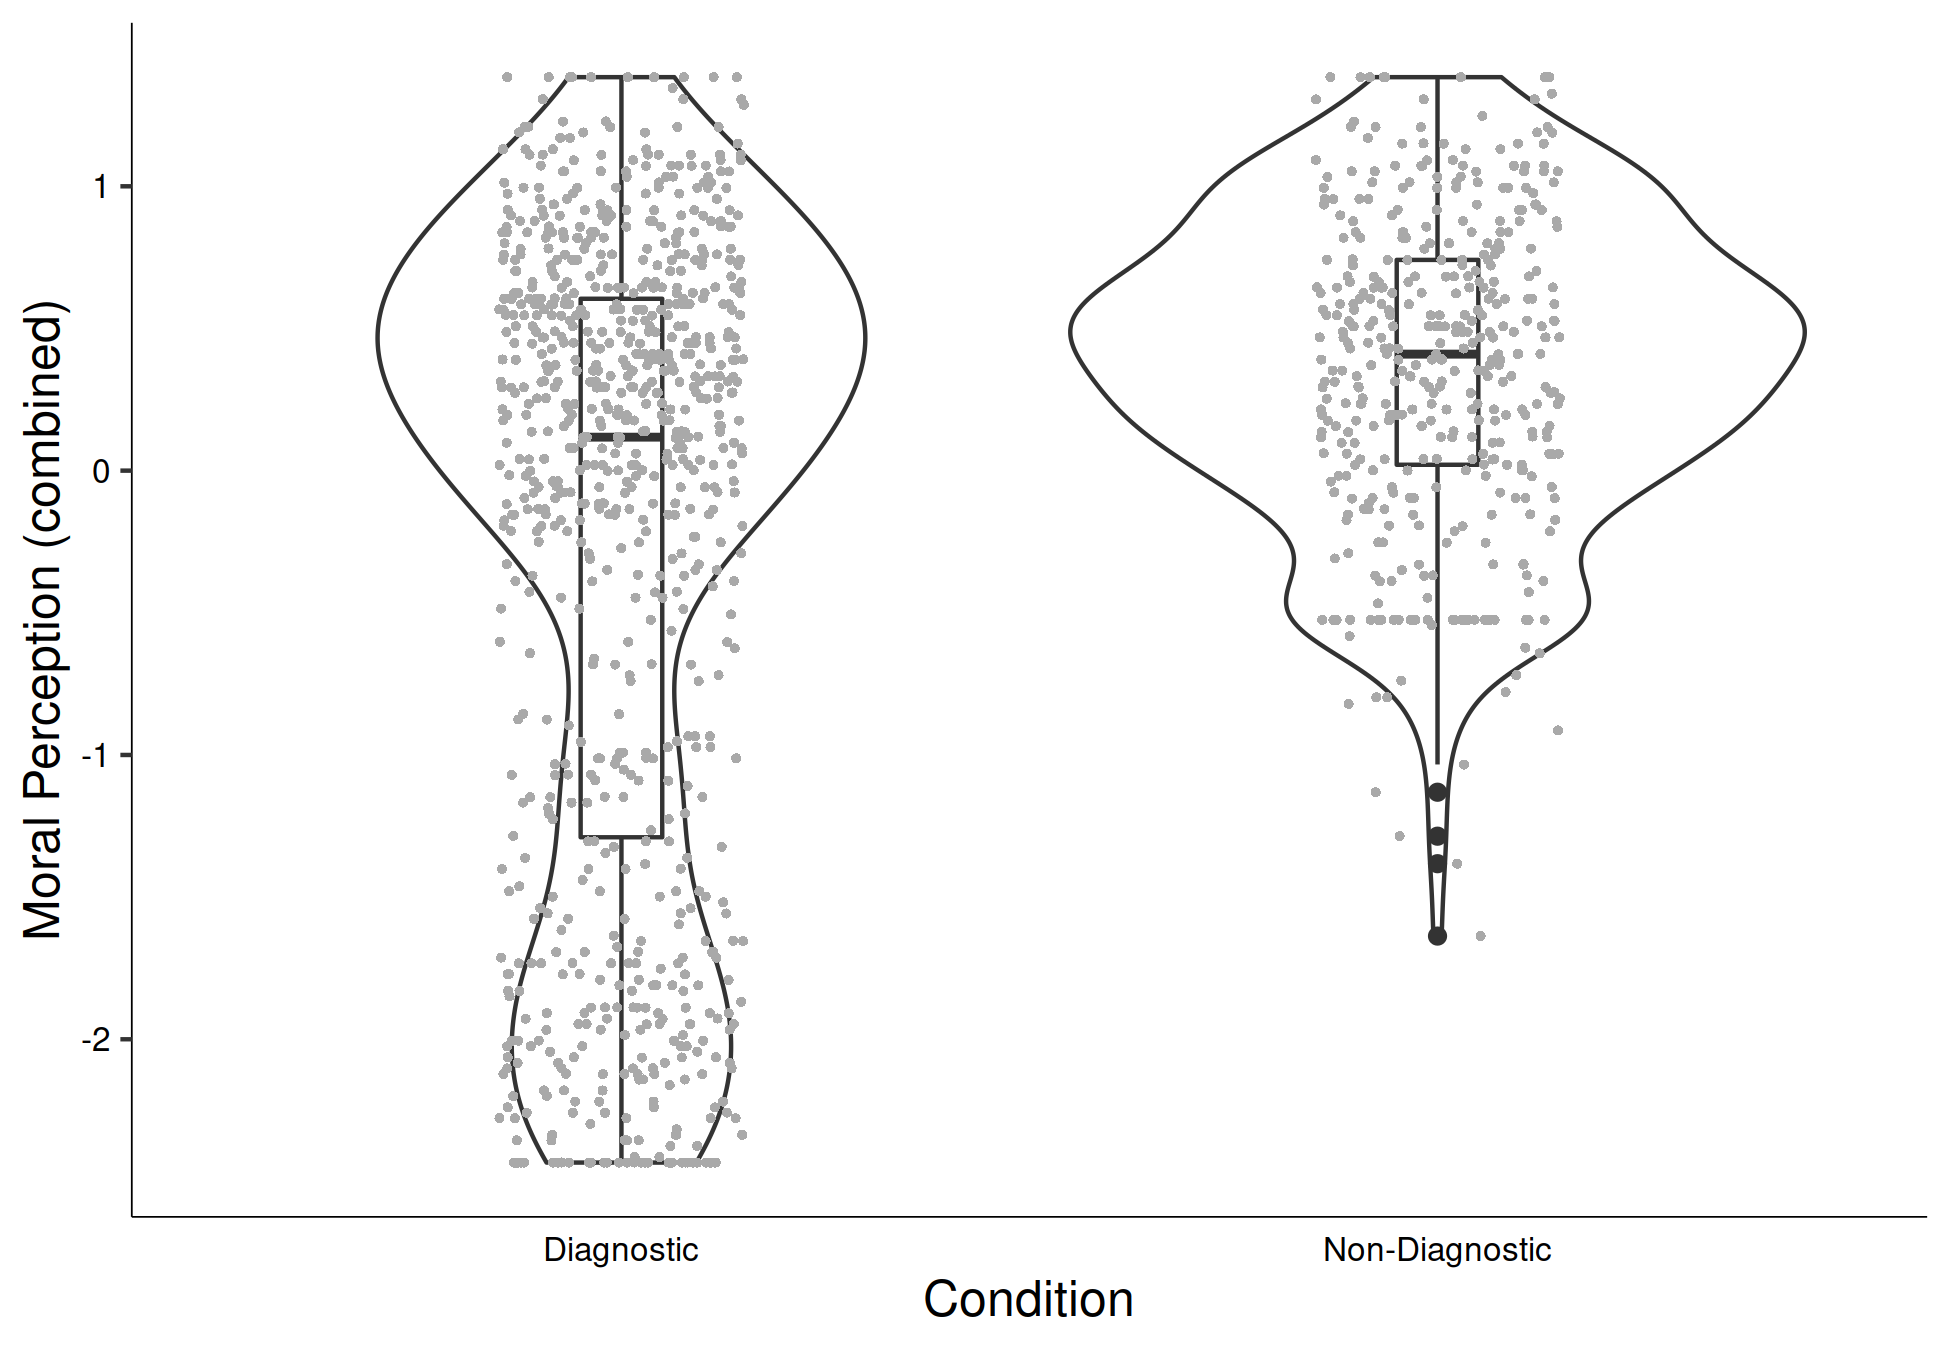 Moral Perception (combined)
1
0
-1
-2
Diagnostic
Non-Diagnostic
Condition